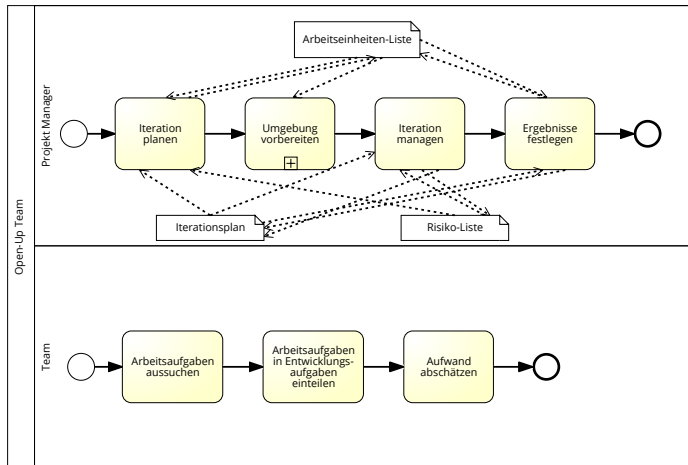 Open-Up Team
Projekt Manager
Arbeitseinheiten-Liste
Iteration
planen
Umgebung
vorbereiten
Iteration
managen
Ergebnisse
festlegen
Iterationsplan
Risiko-Liste
Team
Arbeitsaufgaben
aussuchen
Arbeitsaufgaben
in Entwicklungs-
aufgaben
einteilen
Aufwand
abschätzen